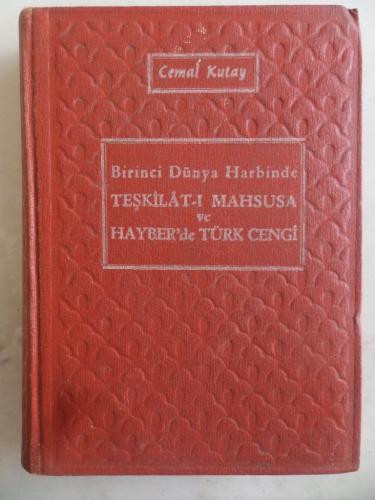 Cemal Kutay
Birinci Dünya Harbinde
TEŞKİLÂT-I MAHSUSA
ve
HAYBER'de TÜRK CENGİ